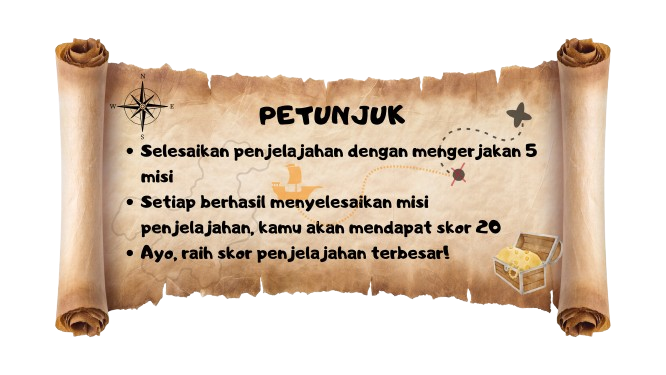 N
W E
S
PETUNJUK
• Selesaikan penjelajahan dengan mengerjakan 5
misi
• Setiap berhasil menyelesaikan misi
penjelajahan, kamu akan mendapat skor 20
• Ayo, raih skor penjelajahan terbesar!